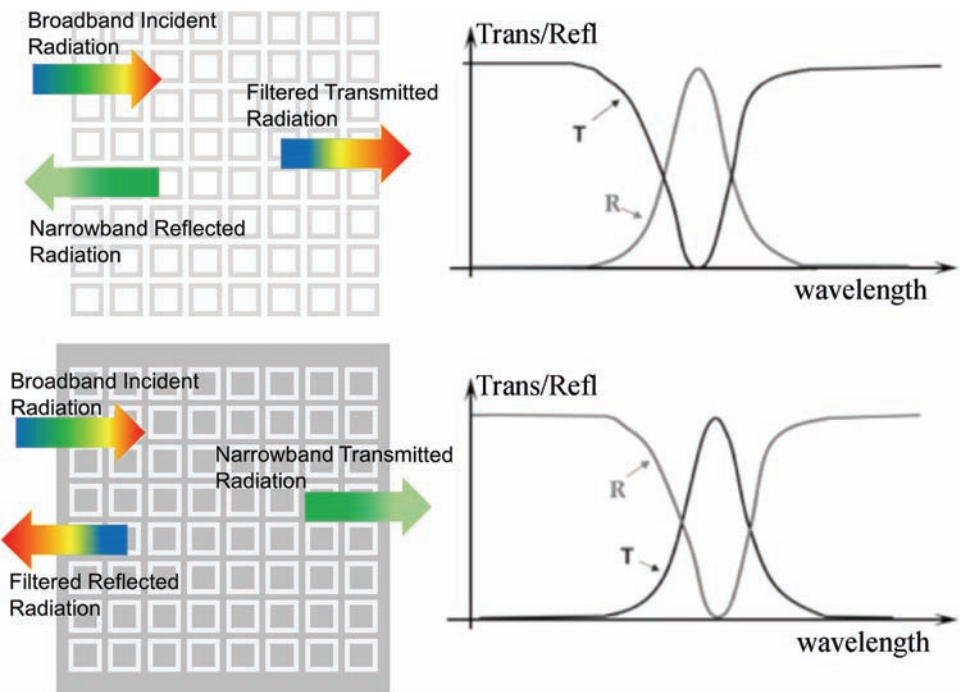 Broadband Incident
Radiation
Filtered Transmitted
Radiation
Narrowband Reflected
Radiation
Trans/Refl
T
R
wavelength
Broadband Incident
Radiation
Narrowband Transmitted
Radiation
Filtered Reflected
Radiation
Trans/Refl
R
T
wavelength